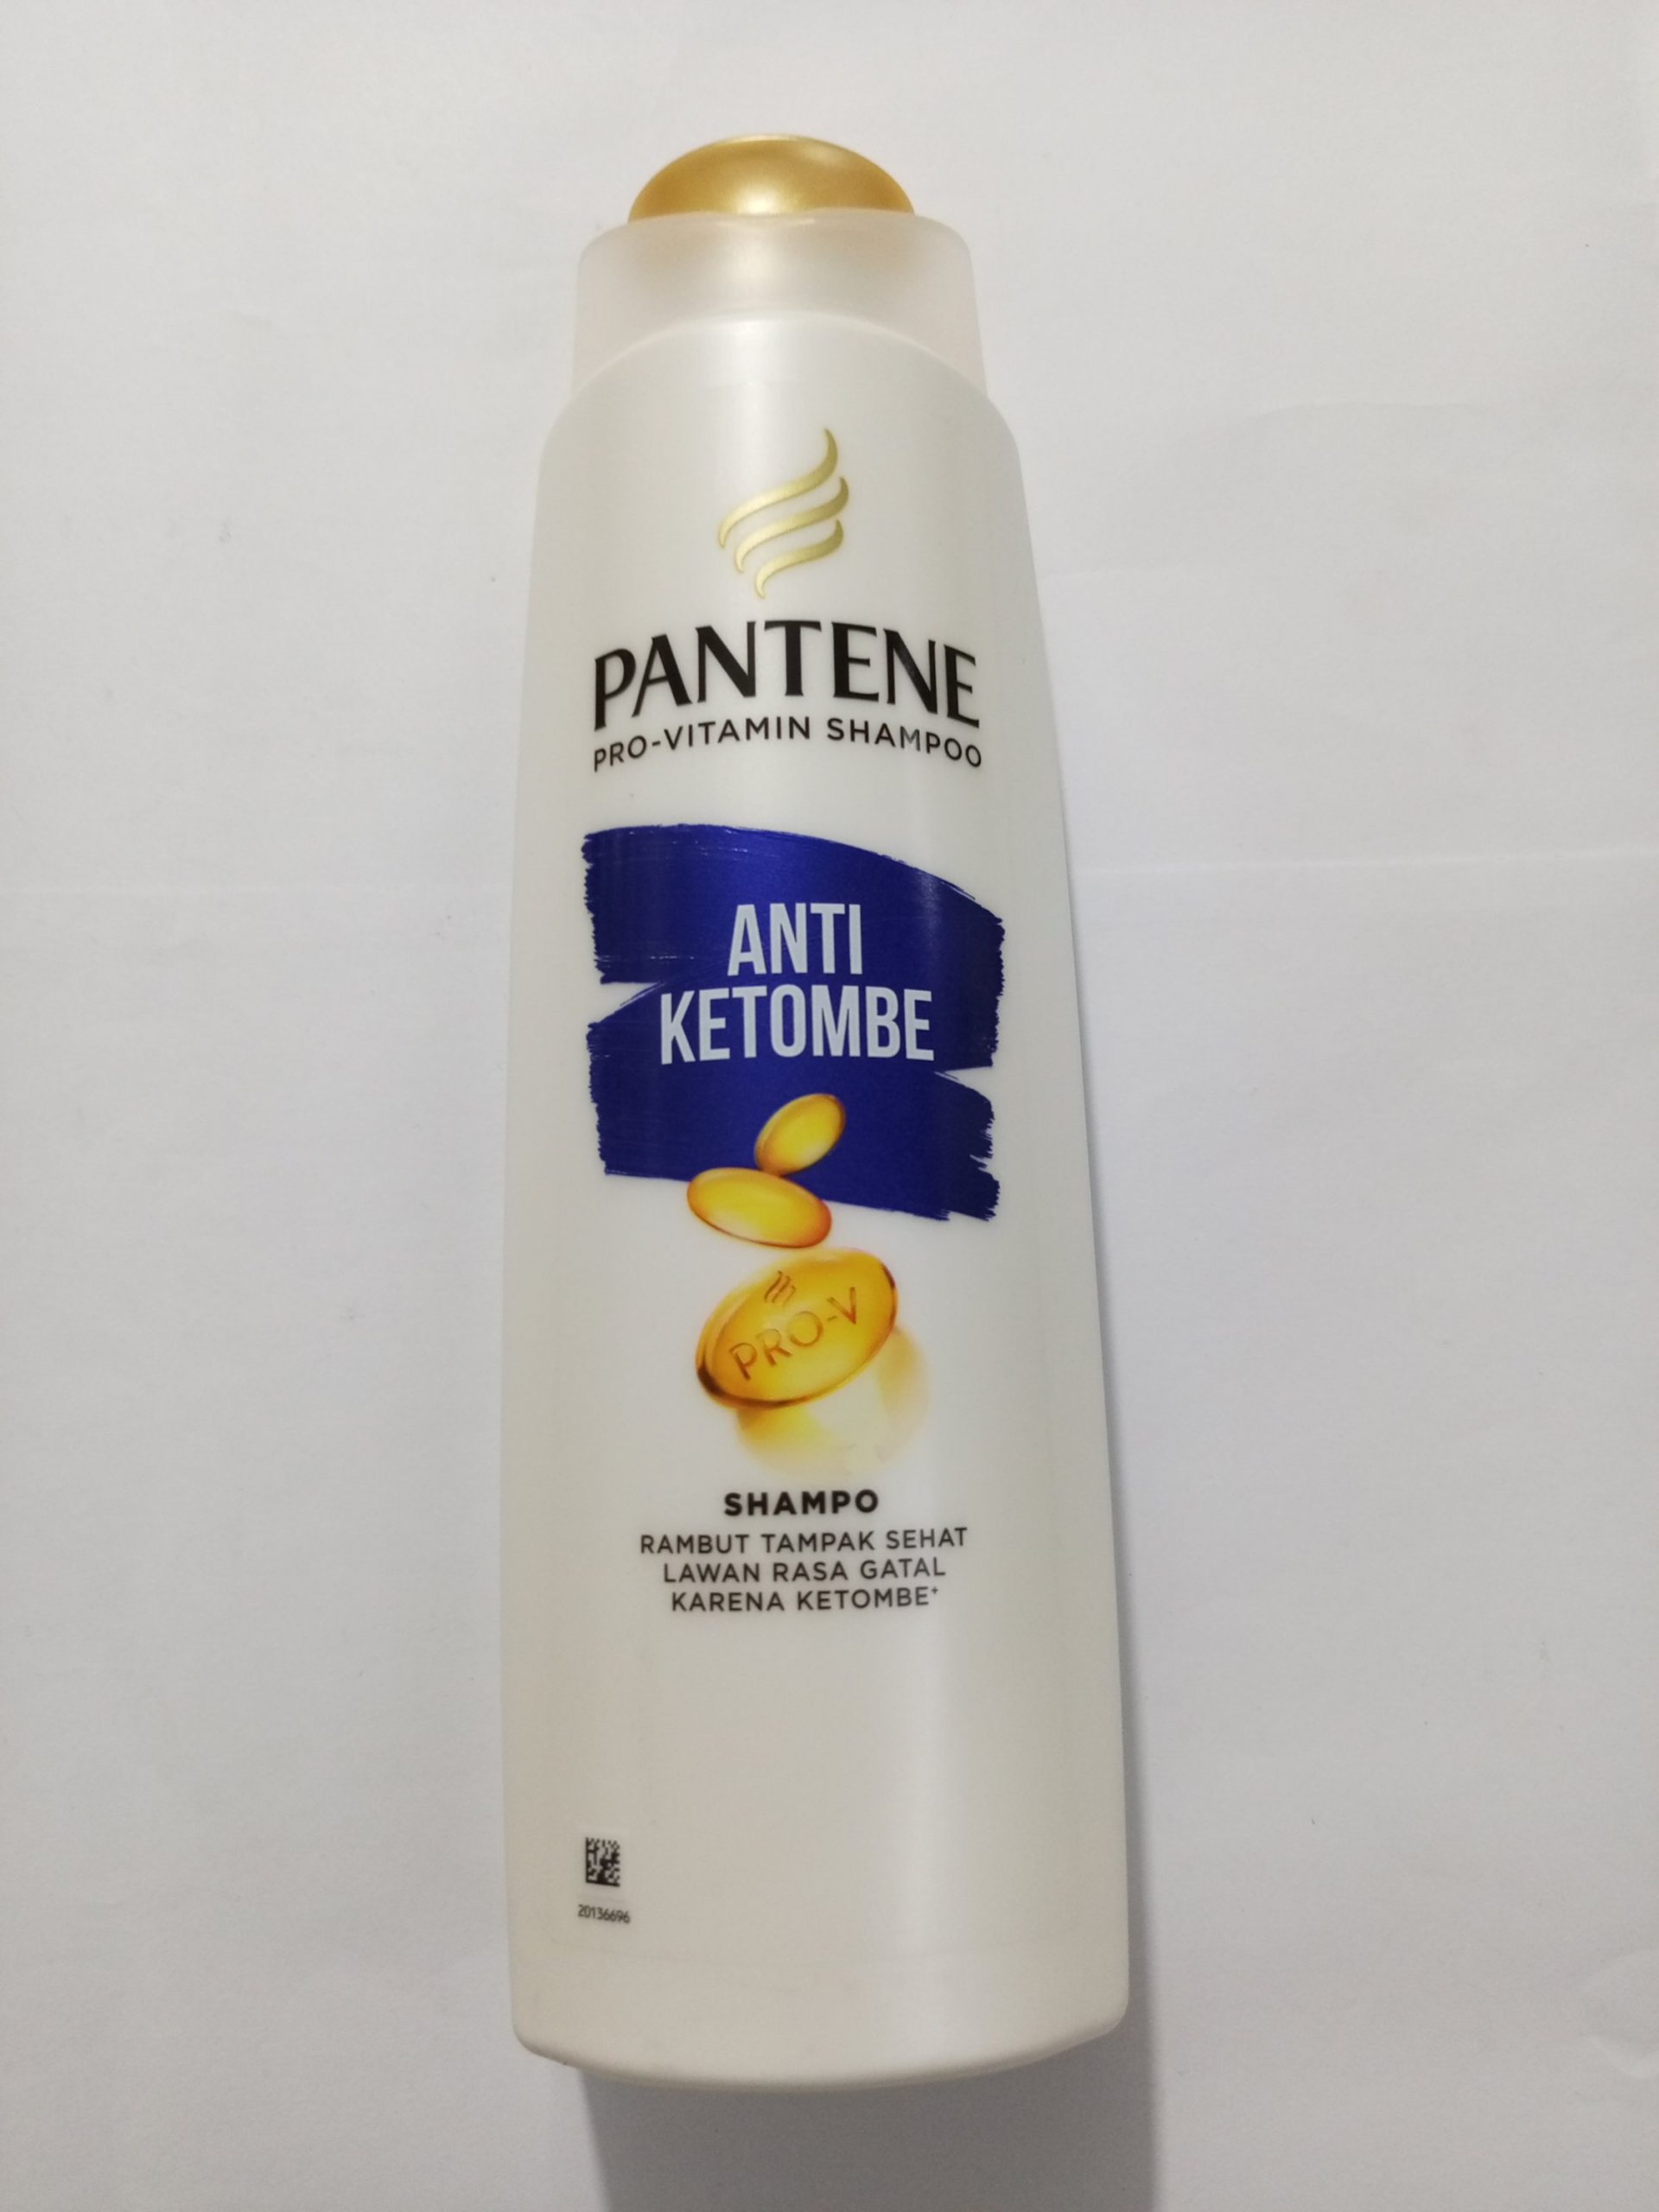 PANTENE
PRO-VITAMIN SHAMPOO
ANTI
KETOMBE
PRO-V
SHAMPO
RAMBUT TAMPAK SEHAT
LAWAN RASA GATAL
KARENA KETOMBE+
20136696